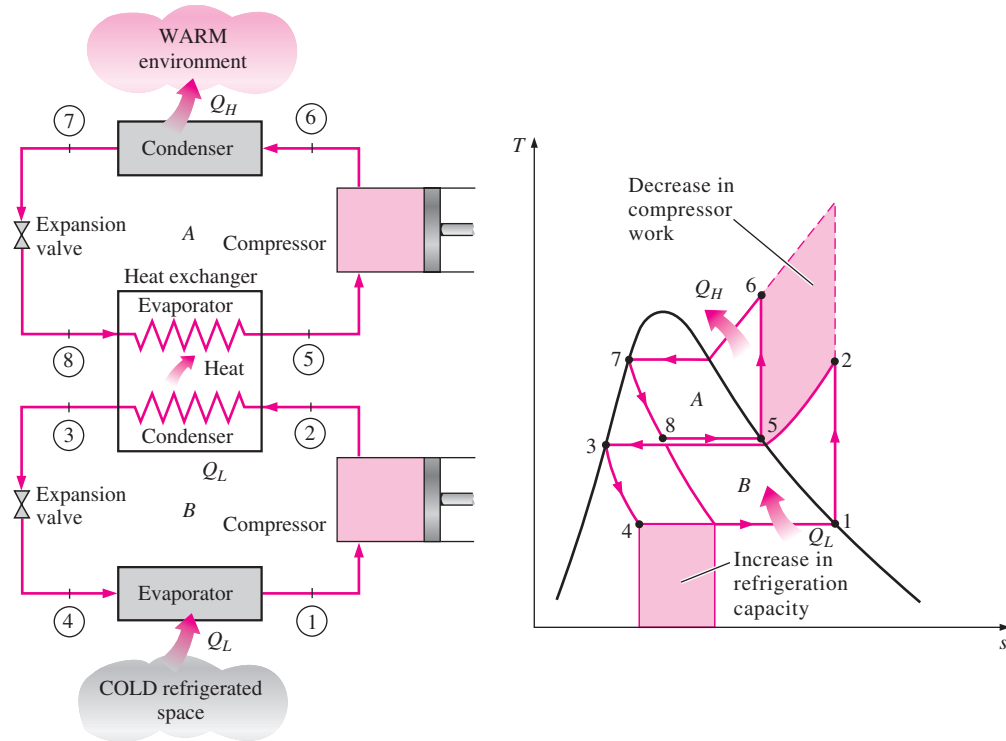 WARM
environment
Q_H
7
6
Condenser
Expansion
valve
A
Compressor
Heat exchanger
Evaporator
8
Heat
5
3
Condenser
2
Q_L
Expansion
valve
B
Compressor
4
Evaporator
1
Q_L
COLD refrigerated
space
T
Decrease in
compressor
work
6
Q_H
7
2
A
8
5
3
B
4
1
Q_L
Increase in
refrigeration
capacity
s